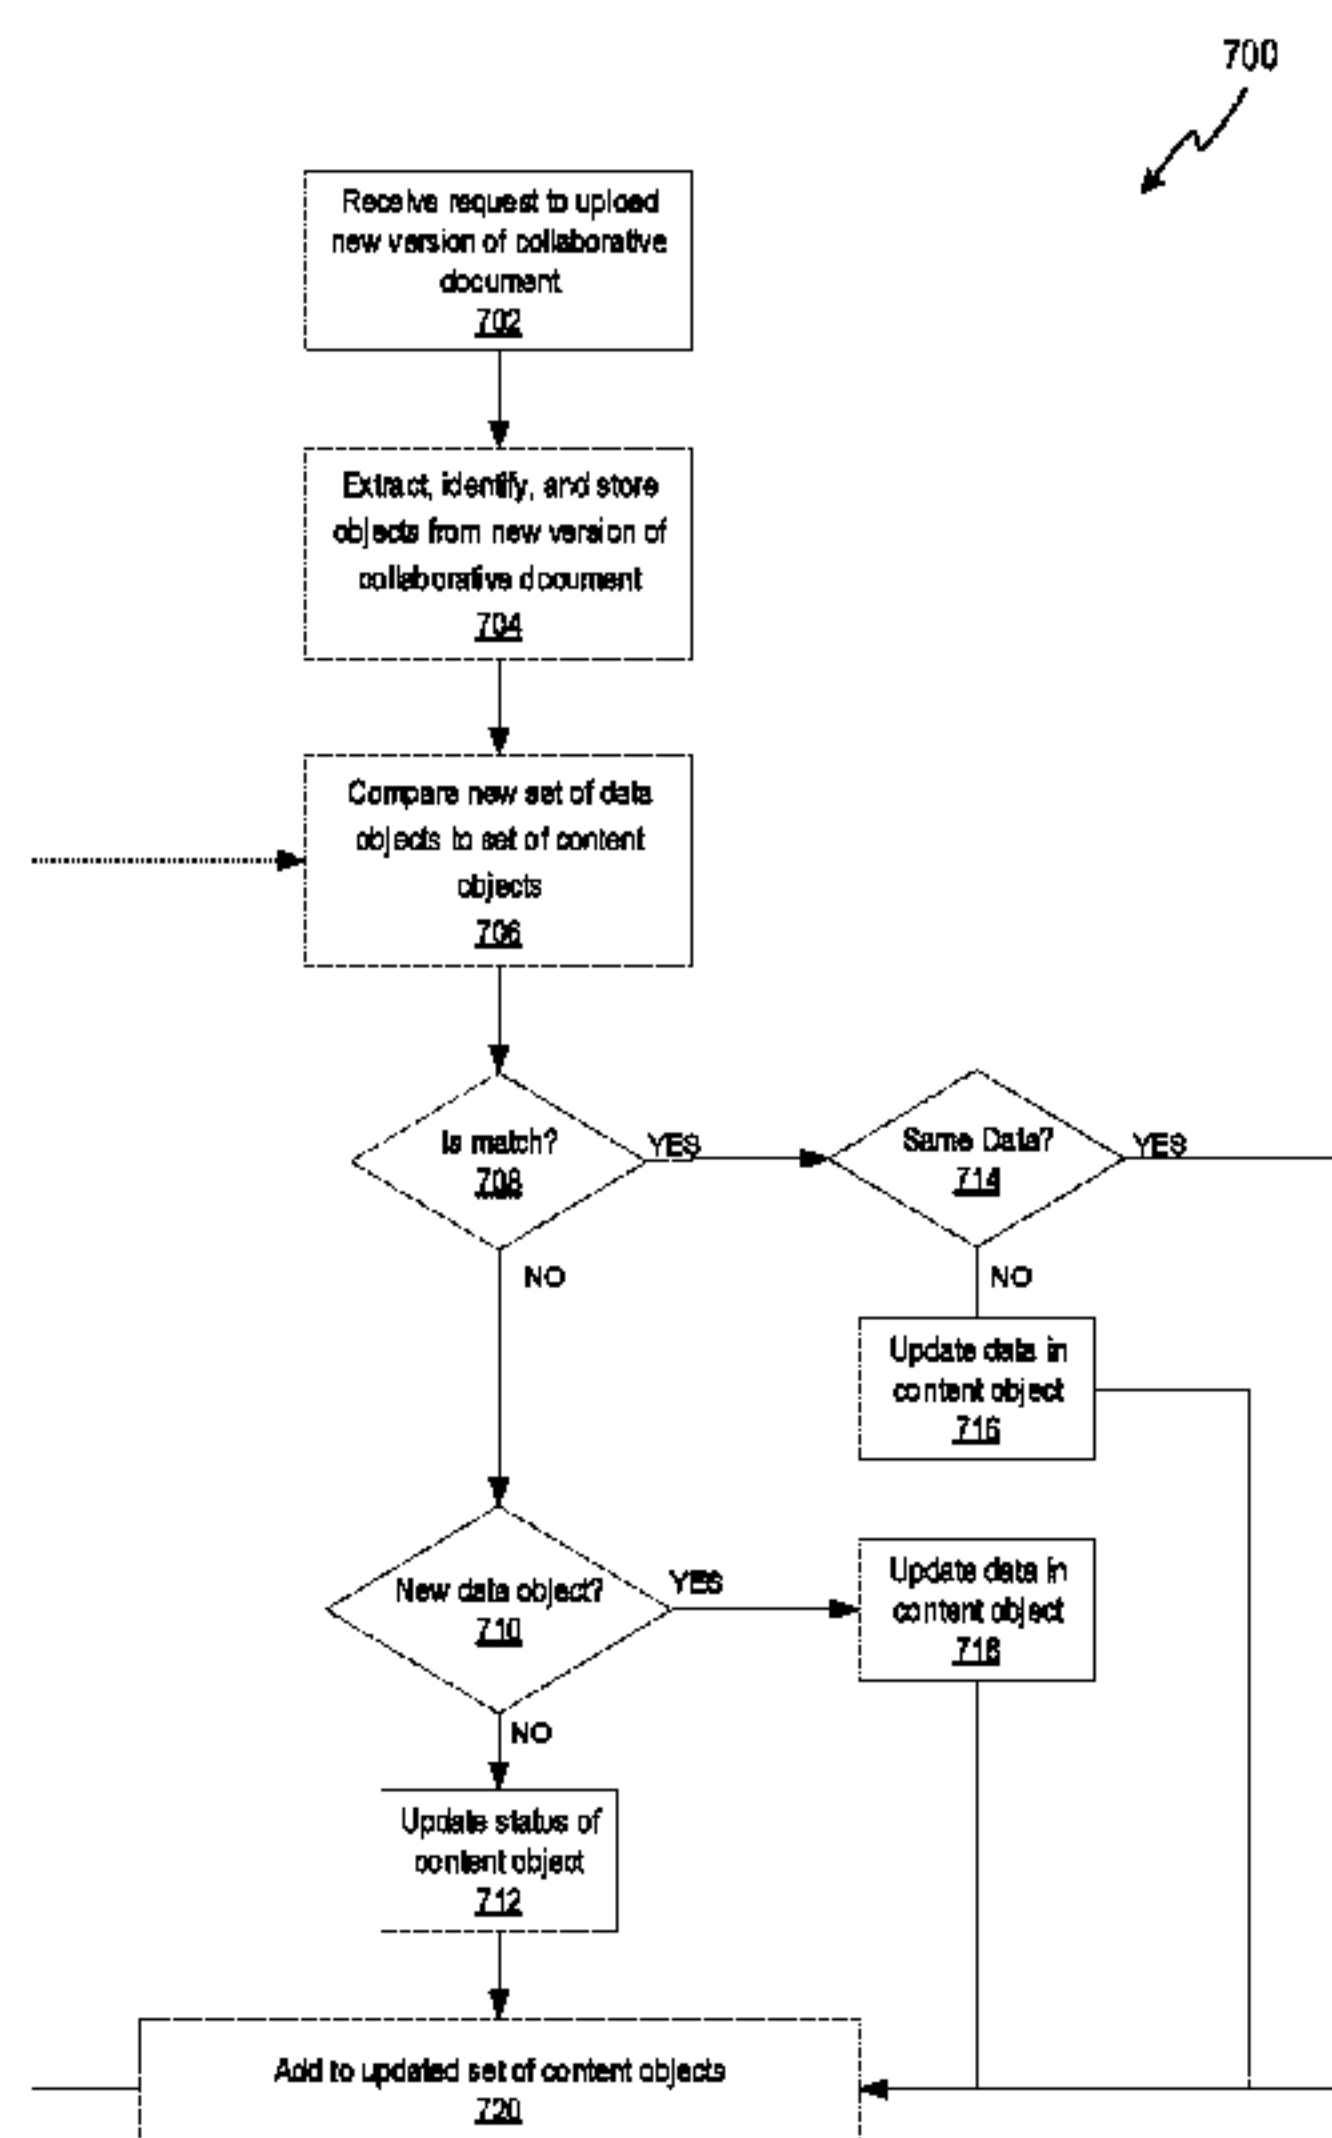 700
Receive request to upload
new version of collaborative
document
702
Extract, identify, and store
objects from new version of
collaborative document
704
Compare new set of data
objects to set of content
objects
706
Is match?
708
YES
Same Data?
714
YES
NO
NO
Update data in
content object
716
New data object?
710
YES
Update data in
content object
718
NO
Update status of
content object
712
Add to updated set of content objects
720